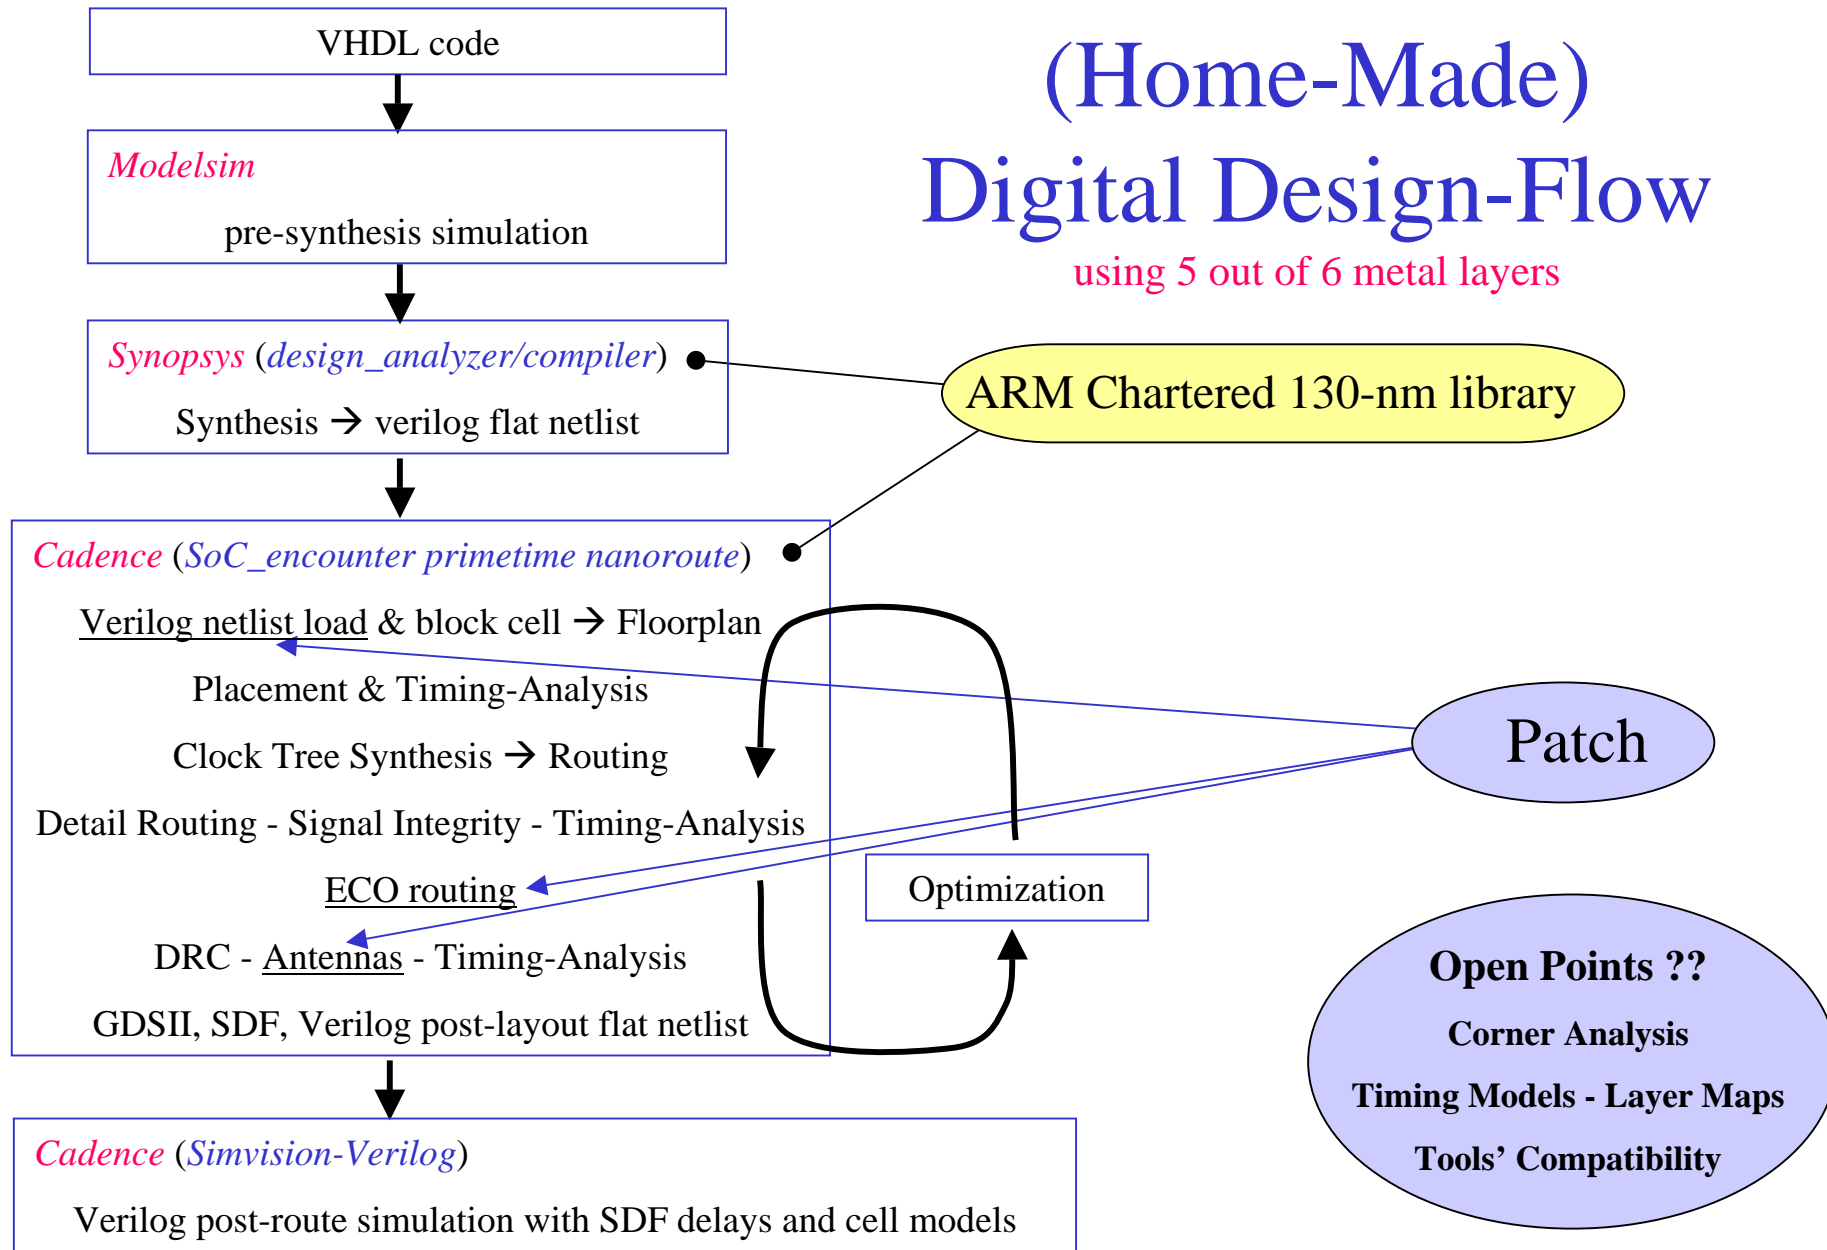 VHDL code
(Home-Made)
Digital Design-Flow
using 5 out of 6 metal layers
Modelsim
pre-synthesis simulation
Synopsys (design_analyzer/compiler)
Synthesis → verilog flat netlist
ARM Chartered 130-nm library
Cadence (SoC_encounter primetime nanoroute)
Verilog netlist load & block cell → Floorplan
Placement & Timing-Analysis
Clock Tree Synthesis → Routing
Detail Routing - Signal Integrity - Timing-Analysis
ECO routing
DRC - Antennas - Timing-Analysis
GDSII, SDF, Verilog post-layout flat netlist
Optimization
Patch
Open Points ??
Corner Analysis
Timing Models - Layer Maps
Tools’ Compatibility
Cadence (Simvision-Verilog)
Verilog post-route simulation with SDF delays and cell models